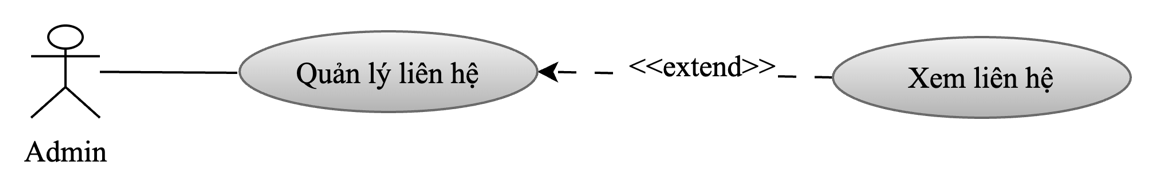 Quản lý liên hệ
<<extend>>
Xem liên hệ
Admin